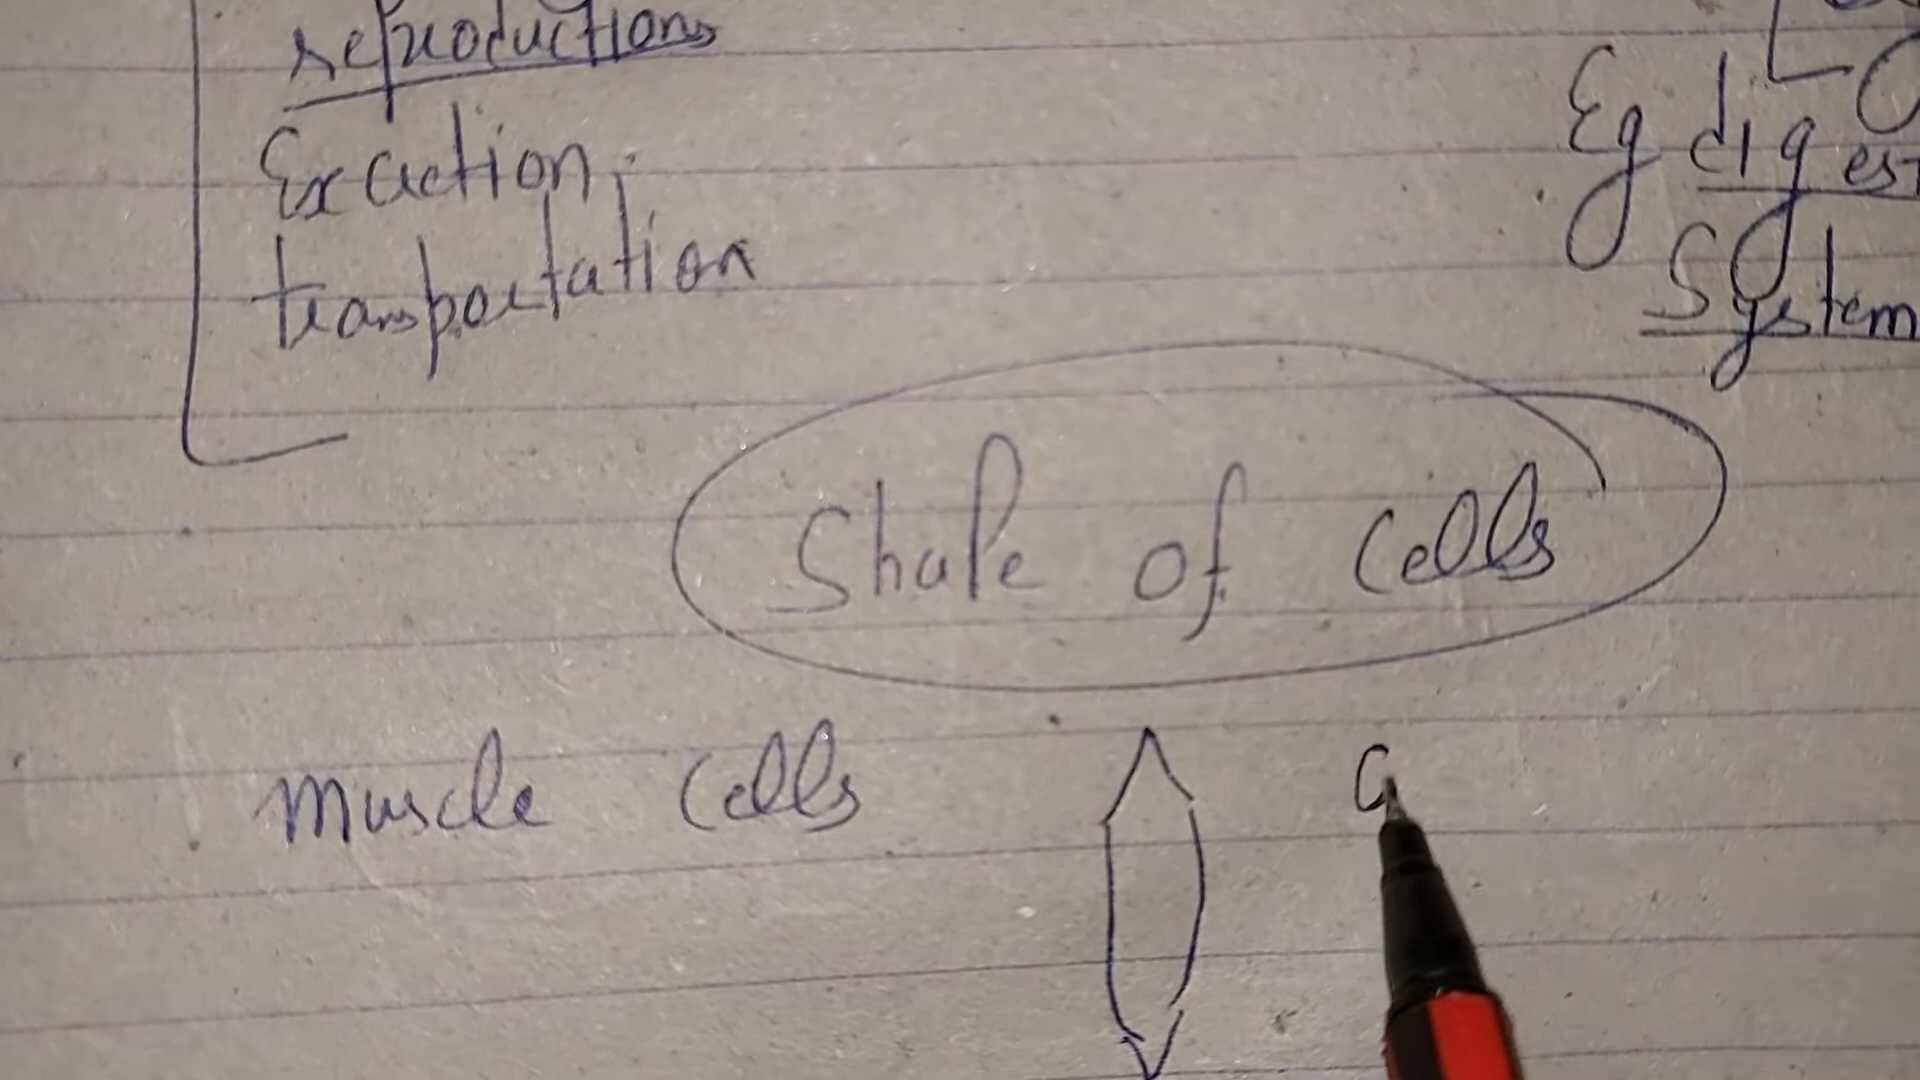 reproductions
Excretion,
transportation
Eg digest
System
Shape of Cells
Muscle Cells